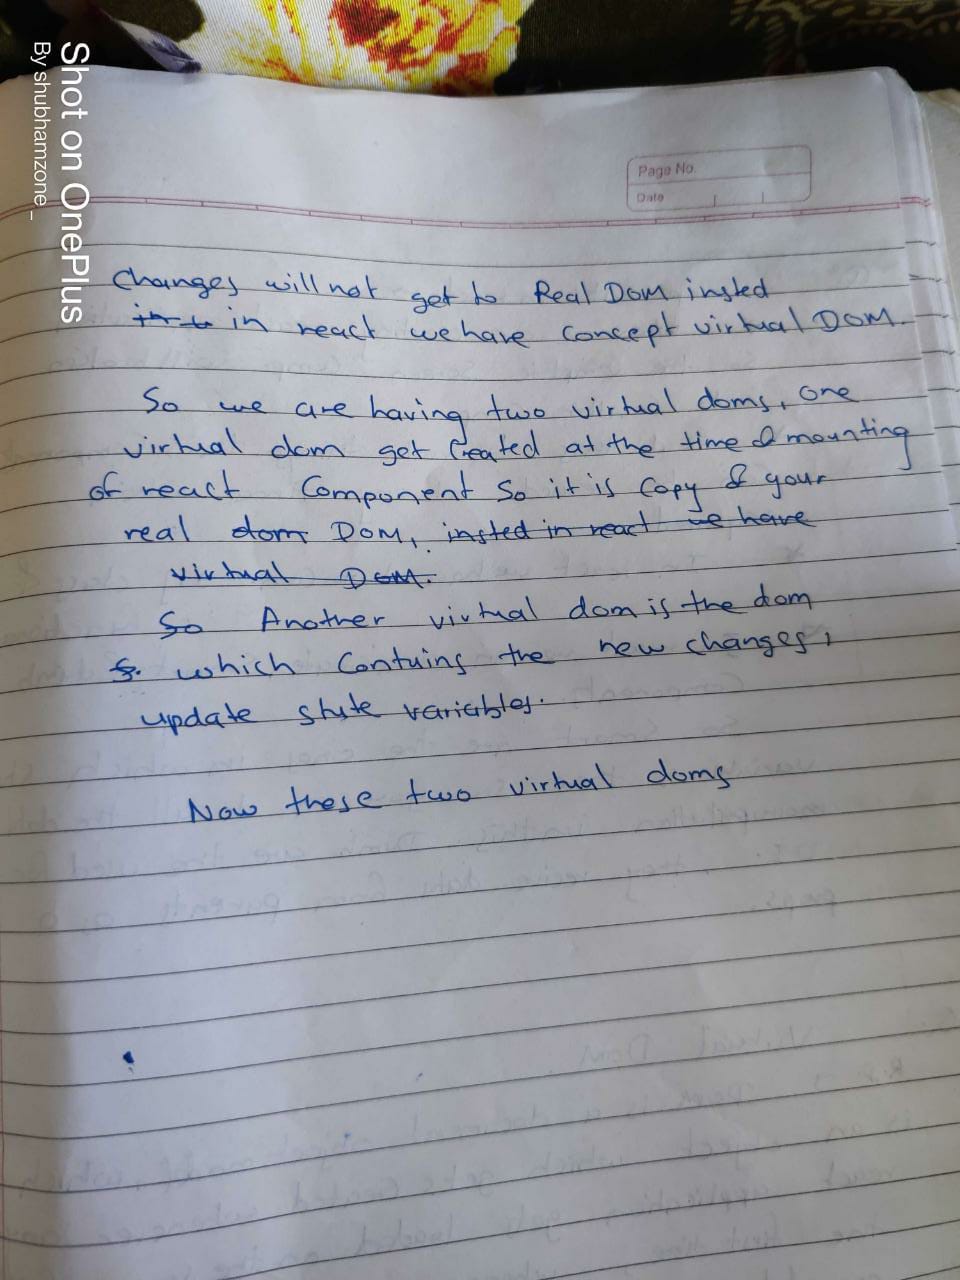 Shot on OnePlus
By shubhamzone -
Page No.
Date
Changes will not get to Real DOM insted
in react we have concept virtual DOM.
So we are having two virtual doms, one
virtual dom get Created at the time of mounting
of react Component so it is Copy of your
real dom DOM, insted in react we have
virtual DOM.
So Another virtual dom is the dom
which Contains the new changes,
update state variables.
Now these two virtual doms